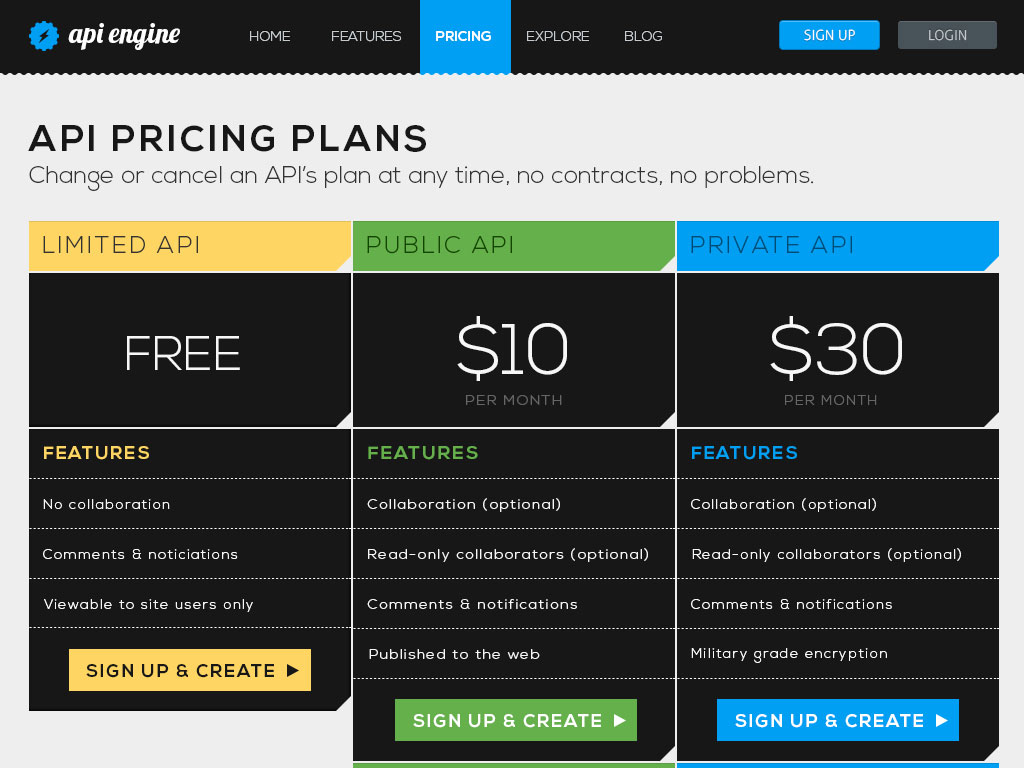 api engine
HOME
FEATURES
PRICING
EXPLORE
BLOG
SIGN UP
LOGIN
API PRICING PLANS
Change or cancel an API's plan at any time, no contracts, no problems.
LIMITED API
FREE
FEATURES
No collaboration
Comments & noticiations
Viewable to site users only
SIGN UP & CREATE
PUBLIC API
$10
PER MONTH
FEATURES
Collaboration (optional)
Read-only collaborators (optional)
Comments & notifications
Published to the web
SIGN UP & CREATE
PRIVATE API
$30
PER MONTH
FEATURES
Collaboration (optional)
Read-only collaborators (optional)
Comments & notifications
Military grade encryption
SIGN UP & CREATE